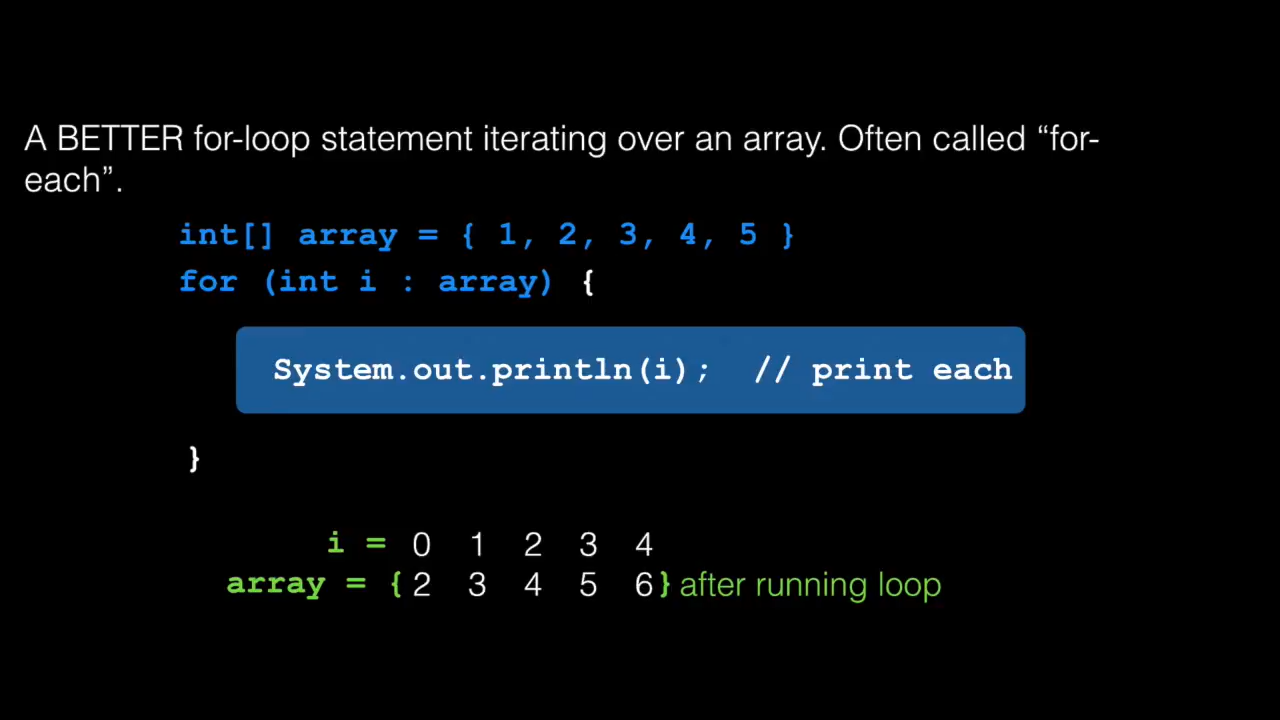 A BETTER for-loop statement iterating over an array. Often called “for-
each”.
int[] array = { 1, 2, 3, 4, 5 }
for (int i : array) {
System.out.println(i);  // print each
}
i = 0 1 2 3 4
array = { 2 3 4 5 6 } after running loop